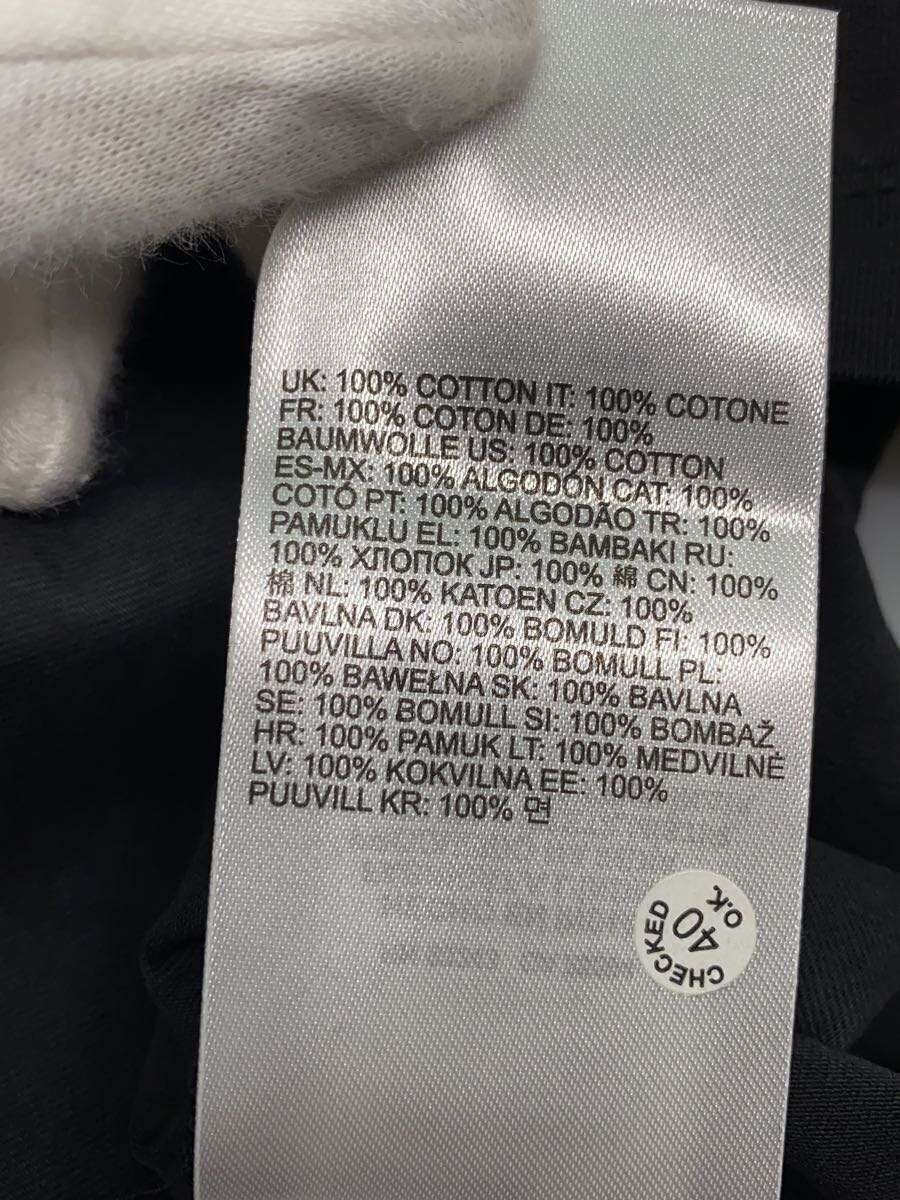 UK: 100% COTTON IT: 100% COTONE
FR: 100% COTON DE: 100%
BAUMWOLLE US: 100% COTTON
ES-MX: 100% ALGODÓN CAT: 100%
COTÓ PT: 100% ALGODÃO TR: 100%
PAMUKLU EL: 100% BAMBAKI RU:
100% ХЛОПОК JP: 100% 綿 CN: 100%
棉 NL: 100% KATOEN CZ: 100%
BAVLNA DK: 100% BOMULD FI: 100%
PUUVILLA NO: 100% BOMULL PL:
100% BAWEŁNA SK: 100% BAVLNA
SE: 100% BOMULL SI: 100% BOMBAŽ
HR: 100% PAMUK LT: 100% MEDVILNĖ
LV: 100% KOKVILNA EE: 100%
PUUVILL KR: 100% 면
CHECKED
40
O.K